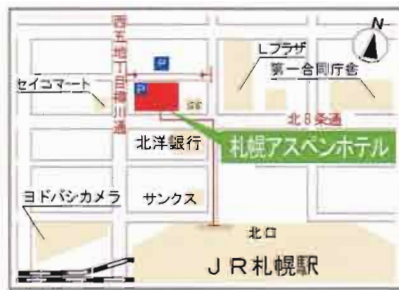 N
Lプラザ
第一合同庁舎
西五地丁目樽川通
P
P
セイコーマート
北8条通
北洋銀行
札幌アスペンホテル
サンクス
ヨドバシカメラ
北口
JR札幌駅